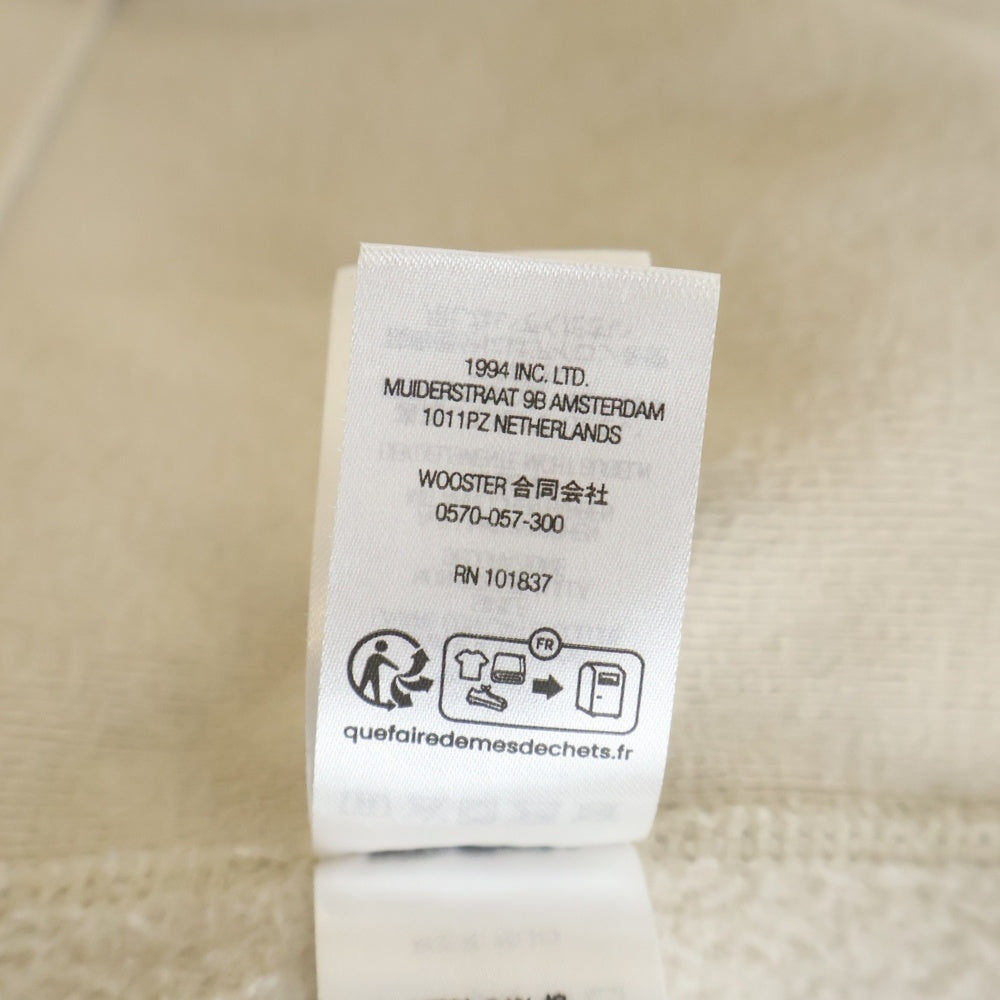 1994 INC. LTD.
MUIDERSTRAAT 9B AMSTERDAM
1011PZ NETHERLANDS
WOOSTER 合同会社
0570-057-300
RN 101837
FR
quefairedemesdechets.fr